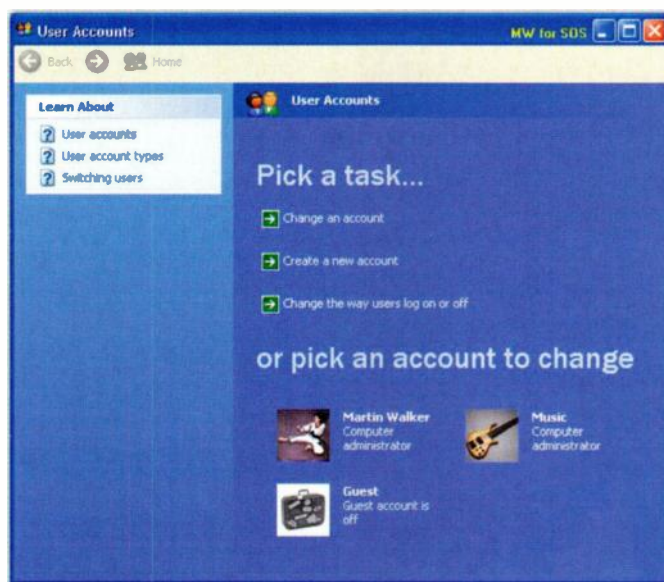 User Accounts
MW for SOS
Back
Home
Learn About
User accounts
User account types
Switching users
User Accounts
Pick a task...
Change an account
Create a new account
Change the way users log on or off
or pick an account to change
Martin Walker
Computer
administrator
Music
Computer
administrator
Guest
Guest account is
off